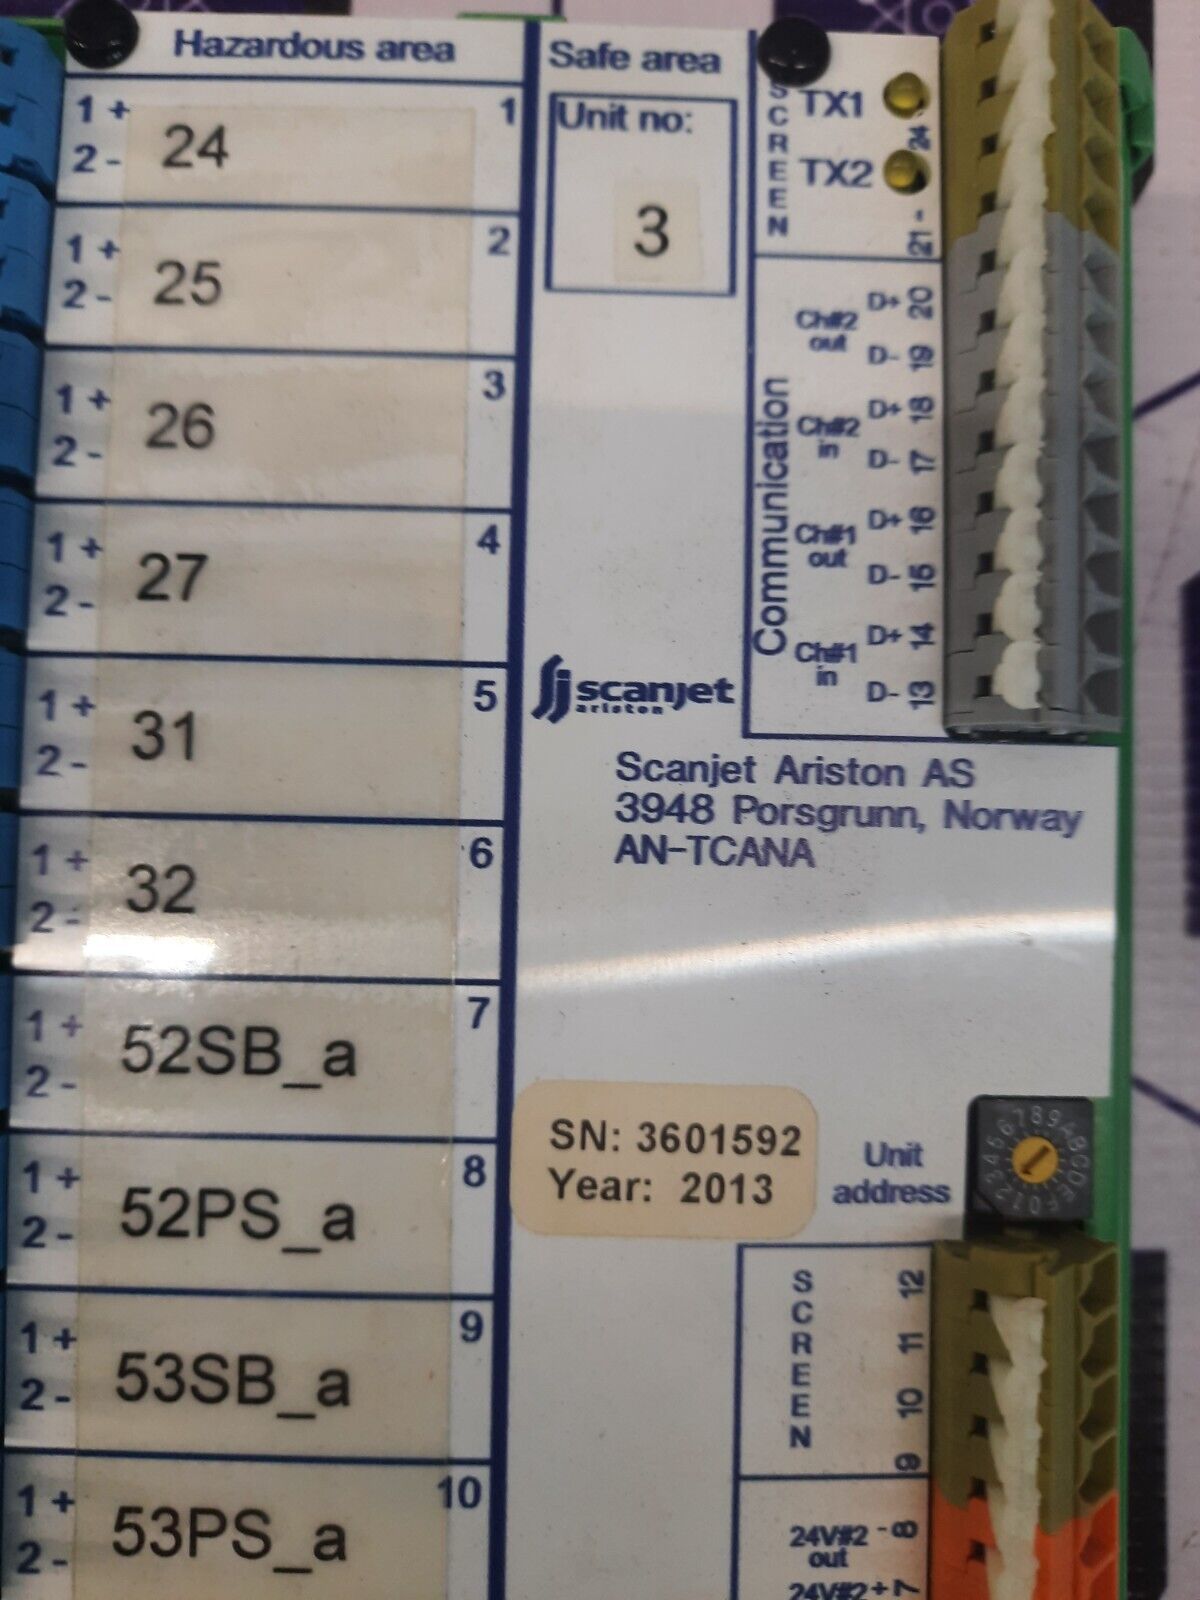 Hazardous area
1 +
2 -
24
1
1 +
2 -
25
2
1 +
2 -
26
3
1 +
2 -
27
4
1 +
2 -
31
5
1 +
2 -
32
6
1 +
2 -
52SB_a
7
1 +
2 -
52PS_a
8
1 +
2 -
53SB_a
9
1 +
2 -
53PS_a
10
Safe area
Unit no:
3
SCREEN
TX1
TX2
24 -
21 -
Communication
Ch#2 out
D+ 20
D- 19
Ch#2 in
D+ 18
D- 17
Ch#1 out
D+ 16
D- 15
Ch#1 in
D+ 14
D- 13
scanjet
ariston
Scanjet Ariston AS
3948 Porsgrunn, Norway
AN-TCANA
SN: 3601592
Year: 2013
Unit address
0123456789ABCDEF
SCREEN
12
11
10
9
24V#2 out
- 8
24V#2 + 7